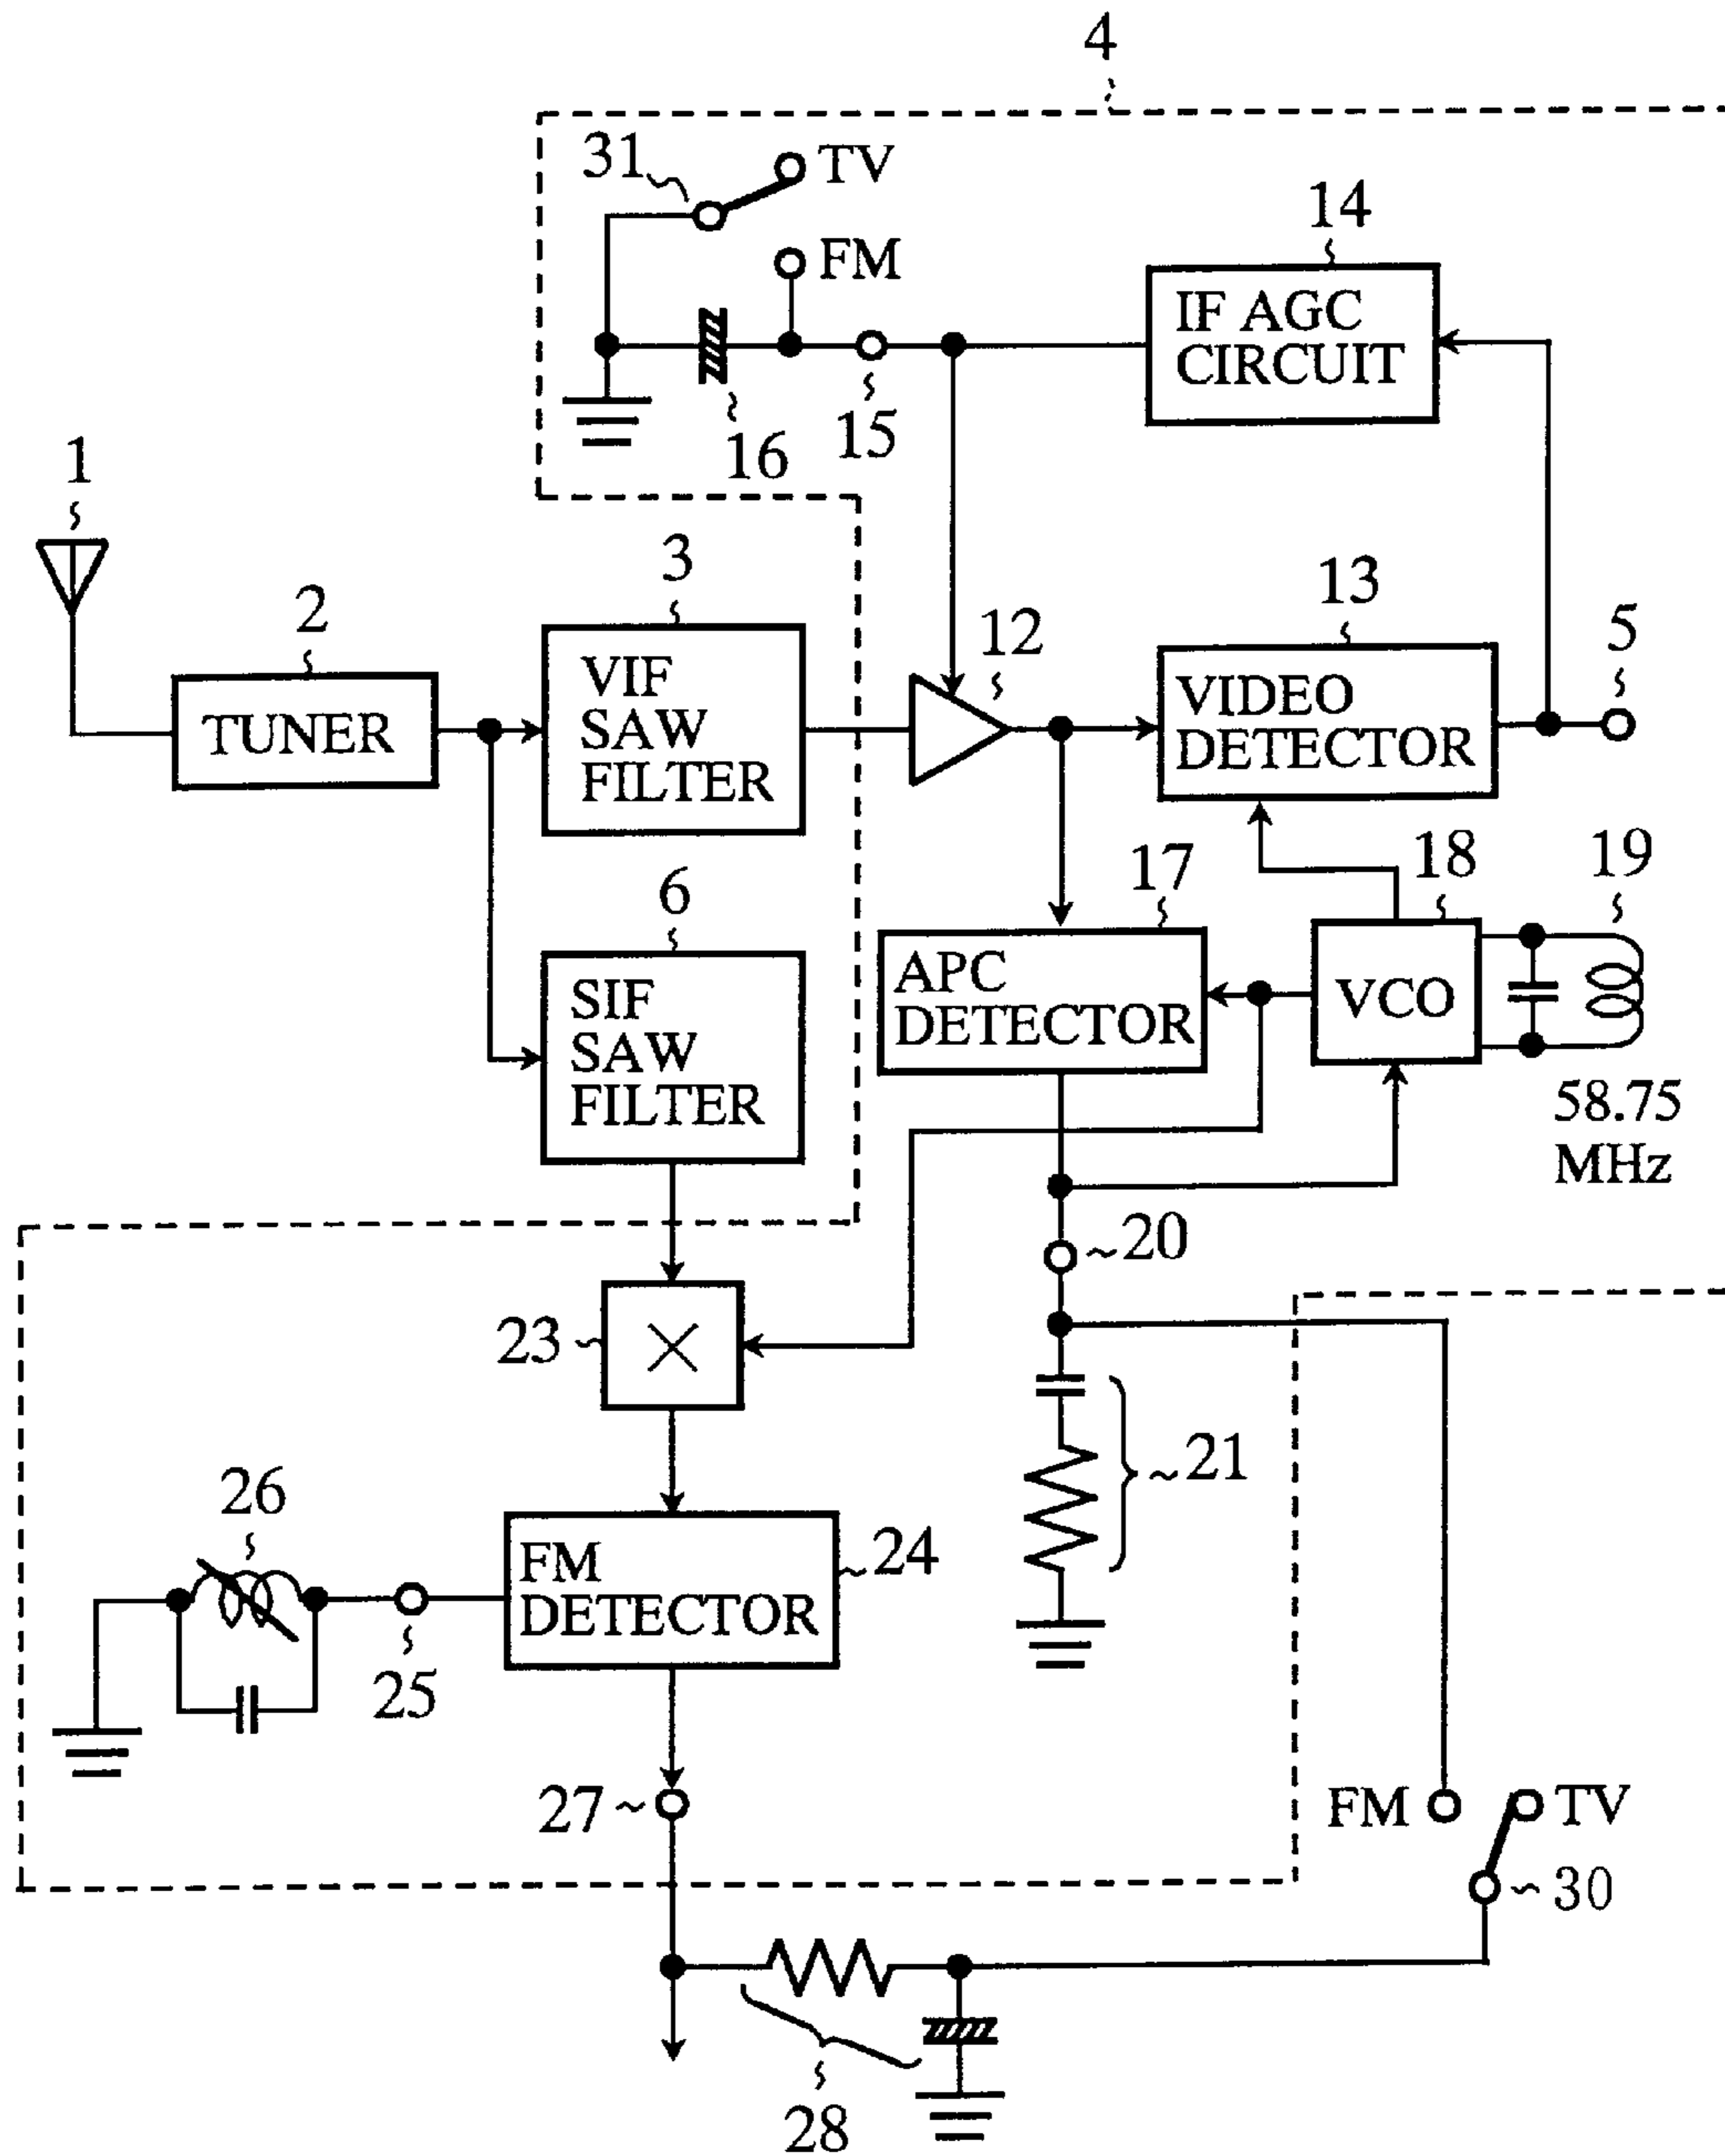 4
31
TV
FM
14
IF AGC
CIRCUIT
16
15
1
2
TUNER
3
VIF
SAW
FILTER
12
13
VIDEO
DETECTOR
5
6
SIF
SAW
FILTER
17
APC
DETECTOR
18
VCO
19
58.75
MHz
20
23
21
26
FM
DETECTOR
24
25
27
FM
TV
30
28